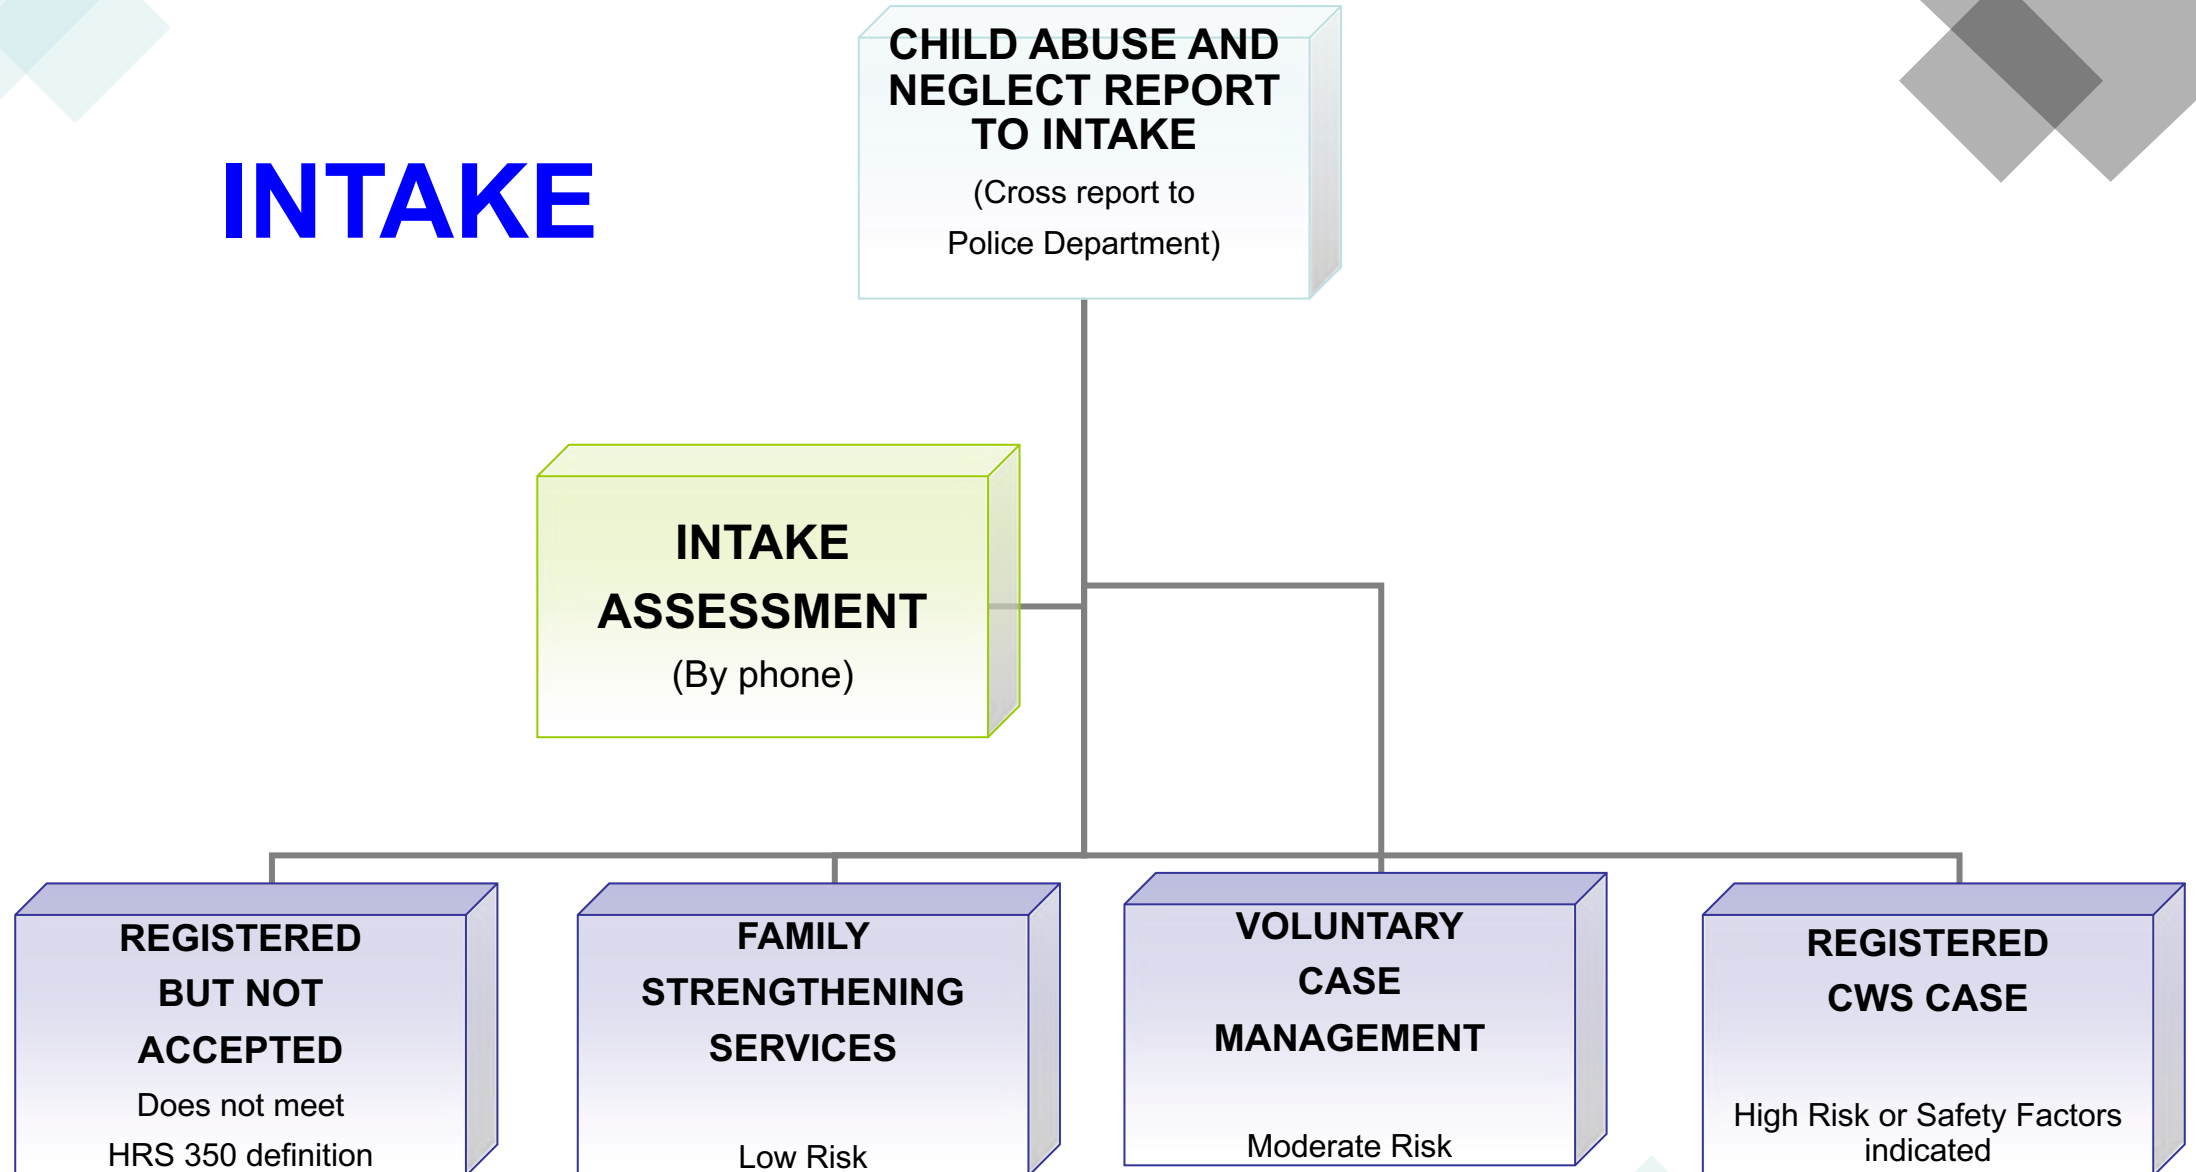 INTAKE
CHILD ABUSE AND
NEGLECT REPORT
TO INTAKE
(Cross report to
Police Department)
INTAKE
ASSESSMENT
(By phone)
REGISTERED
BUT NOT
ACCEPTED
Does not meet
HRS 350 definition
FAMILY
STRENGTHENING
SERVICES
Low Risk
VOLUNTARY
CASE
MANAGEMENT
Moderate Risk
REGISTERED
CWS CASE
High Risk or Safety Factors
indicated